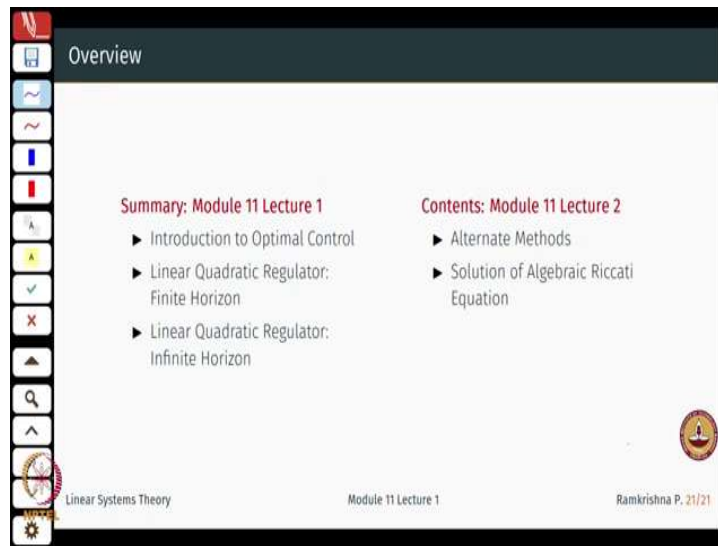 Overview
Summary: Module 11 Lecture 1
▶ Introduction to Optimal Control
▶ Linear Quadratic Regulator:
Finite Horizon
▶ Linear Quadratic Regulator:
Infinite Horizon
Contents: Module 11 Lecture 2
▶ Alternate Methods
▶ Solution of Algebraic Riccati
Equation
A
A
NPTEL
Linear Systems Theory
Module 11 Lecture 1
Ramkrishna P. 21/21